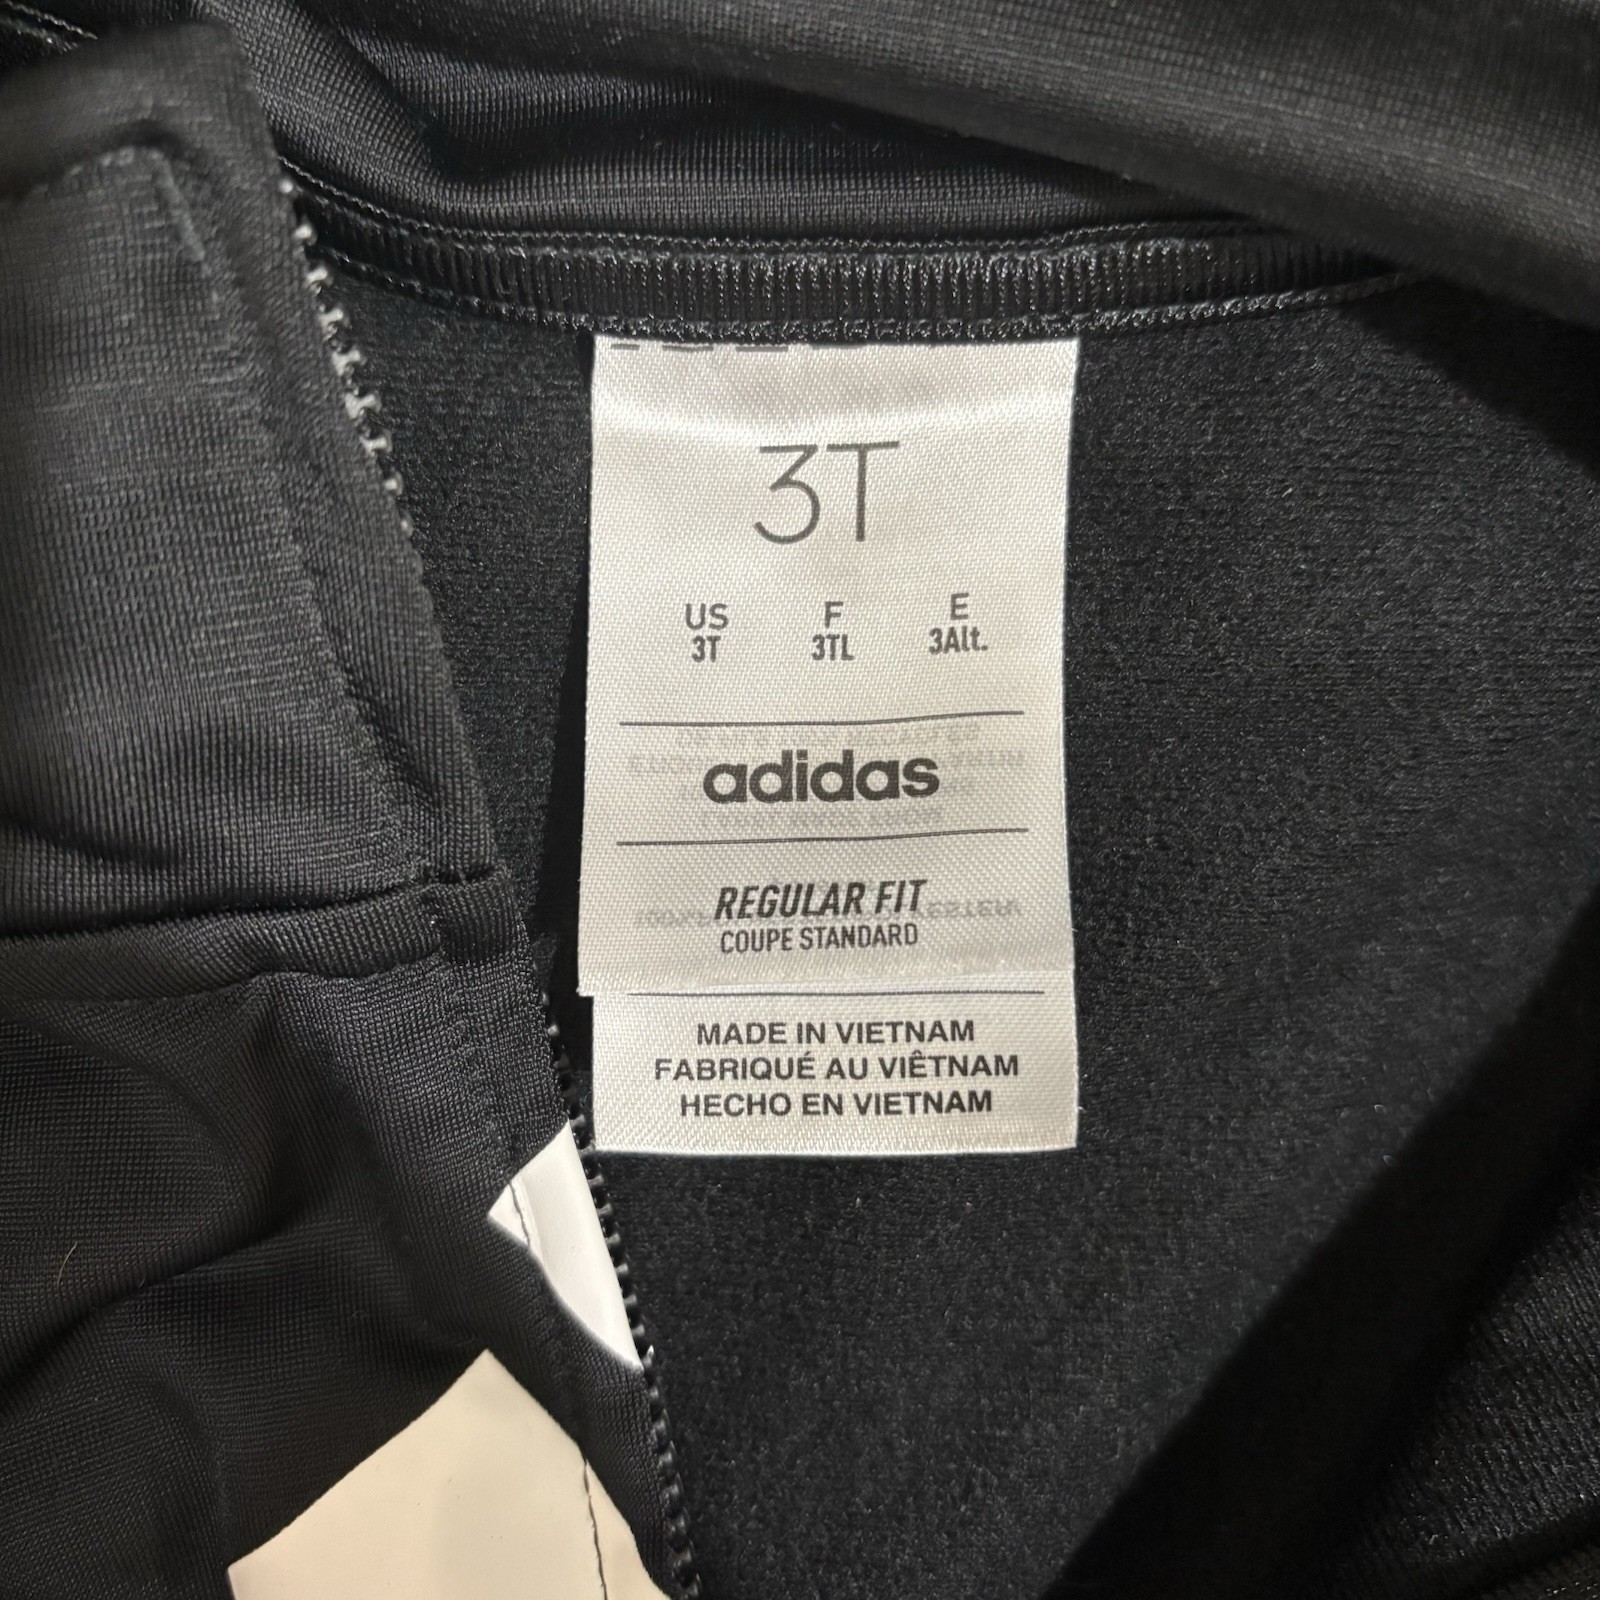 3T
US F E
3T 3TL 3Alt.
adidas
REGULAR FIT
COUPE STANDARD
MADE IN VIETNAM
FABRIQUÉ AU VIÊTNAM
HECHO EN VIETNAM